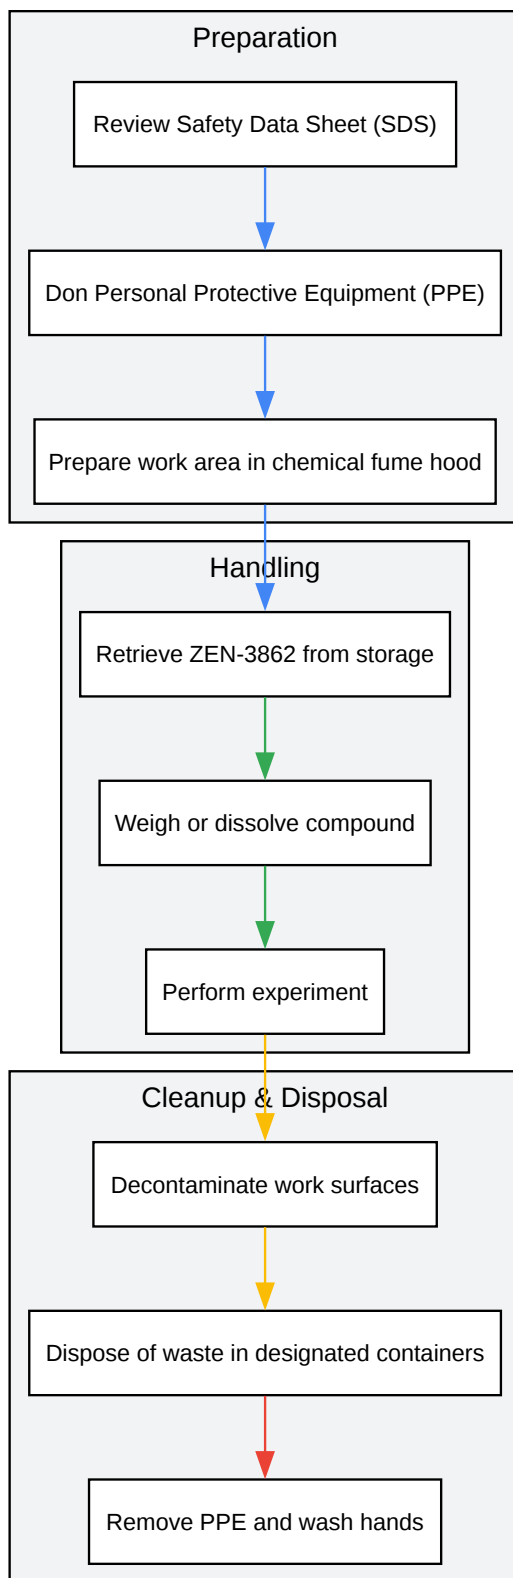 Preparation
Review Safety Data Sheet (SDS)
Don Personal Protective Equipment (PPE)
Prepare work area in chemical fume hood
Handling
Retrieve ZEN-3862 from storage
Weigh or dissolve compound
Perform experiment
Cleanup & Disposal
Decontaminate work surfaces
Dispose of waste in designated containers
Remove PPE and wash hands